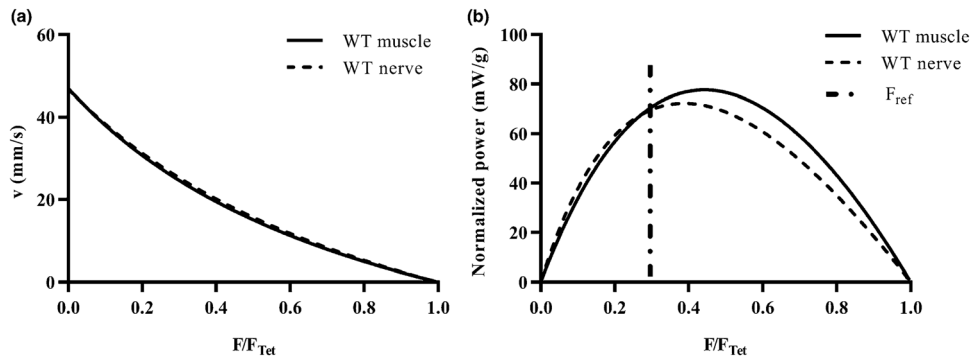 (a)
60
40
20
0
v (mm/s)
WT muscle
WT nerve
0.0 0.2 0.4 0.6 0.8 1.0
F/FTet
(b)
100
80
60
40
20
0
Normalized power (mW/g)
WT muscle
WT nerve
Fref
0.0 0.2 0.4 0.6 0.8 1.0
F/FTet